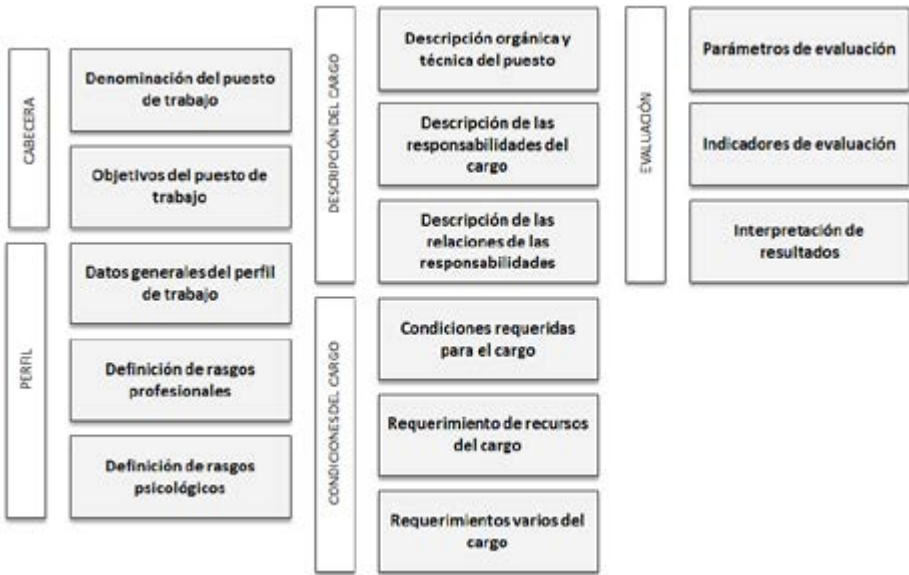 CABECERA
Denominación del puesto
de trabajo
Objetivos del puesto de
trabajo
PERFIL
Datos generales del perfil
de trabajo
Definición de rasgos
profesionales
Definición de rasgos
psicológicos
DESCRIPCIÓN DEL CARGO
Descripción orgánica y
técnica del puesto
Descripción de las
responsabilidades del
cargo
Descripción de las
relaciones de las
responsabilidades
CONDICIONES DEL CARGO
Condiciones requeridas
para el cargo
Requerimiento de recursos
del cargo
Requerimientos varios del
cargo
EVALUACIÓN
Parámetros de evaluación
Indicadores de evaluación
Interpretación de
resultados